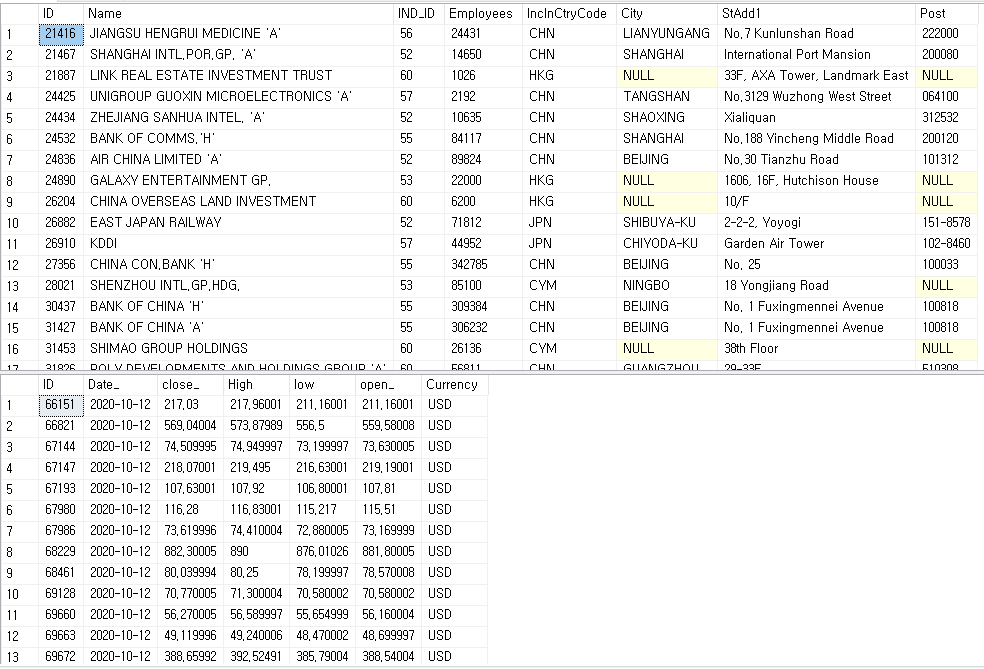 ID Name IND_ID Employees IncInCtryCode City StAdd1 Post
1 21416 JIANGSU HENGRUI MEDICINE 'A' 56 24431 CHN LIANYUNGANG No.7 Kunlunshan Road 222000
2 21467 SHANGHAI INTL.POR.GP. 'A' 52 14650 CHN SHANGHAI International Port Mansion 200080
3 21887 LINK REAL ESTATE INVESTMENT TRUST 60 1026 HKG NULL 33F, AXA Tower, Landmark East NULL
4 24425 UNIGROUP GUOXIN MICROELECTRONICS 'A' 57 2192 CHN TANGSHAN No.3129 Wuzhong West Street 064100
5 24434 ZHEJIANG SANHUA INTEL. 'A' 52 10635 CHN SHAOXING Xialiquan 312532
6 24532 BANK OF COMMS.'H' 55 84117 CHN SHANGHAI No.188 Yincheng Middle Road 200120
7 24836 AIR CHINA LIMITED 'A' 52 89824 CHN BEIJING No.30 Tianzhu Road 101312
8 24890 GALAXY ENTERTAINMENT GP. 53 22000 HKG NULL 1606, 16F, Hutchison House NULL
9 26204 CHINA OVERSEAS LAND INVESTMENT 60 6200 HKG NULL 10/F NULL
10 26882 EAST JAPAN RAILWAY 52 71812 JPN SHIBUYA-KU 2-2-2, Yoyogi 151-8578
11 26910 KDDI 57 44952 JPN CHIYODA-KU Garden Air Tower 102-8460
12 27356 CHINA CON.BANK 'H' 55 342785 CHN BEIJING No. 25 100033
13 28021 SHENZHOU INTL.GP.HDG. 53 85100 CYM NINGBO 18 Yongjiang Road NULL
14 30437 BANK OF CHINA 'H' 55 309384 CHN BEIJING No. 1 Fuxingmennei Avenue 100818
15 31427 BANK OF CHINA 'A' 55 306232 CHN BEIJING No. 1 Fuxingmennei Avenue 100818
16 31453 SHIMAO GROUP HOLDINGS 60 26136 CYM NULL 38th Floor NULL
17 31826 POLY DEVELOPMENTS AND HOLDINGS GROUP 'A' 60 56811 CHN GUANGZHOU 29-33F 510308
ID Date_ close_ High low open_ Currency
1 66151 2020-10-12 217.03 217.96001 211.16001 211.16001 USD
2 66821 2020-10-12 569.04004 573.87989 556.5 559.58008 USD
3 67144 2020-10-12 74.509995 74.949997 73.199997 73.630005 USD
4 67147 2020-10-12 218.07001 219.495 216.63001 219.19001 USD
5 67193 2020-10-12 107.63001 107.92 106.80001 107.81 USD
6 67980 2020-10-12 116.28 116.83001 115.217 115.51 USD
7 67986 2020-10-12 73.619996 74.410004 72.880005 73.169999 USD
8 68229 2020-10-12 882.30005 890 876.01026 881.80005 USD
9 68461 2020-10-12 80.039994 80.25 78.199997 78.570008 USD
10 69128 2020-10-12 70.770005 71.300004 70.580002 70.580002 USD
11 69660 2020-10-12 56.270005 56.589997 55.654999 56.160004 USD
12 69663 2020-10-12 49.119996 49.240006 48.470002 48.699997 USD
13 69672 2020-10-12 388.65992 392.52491 385.79004 388.54004 USD